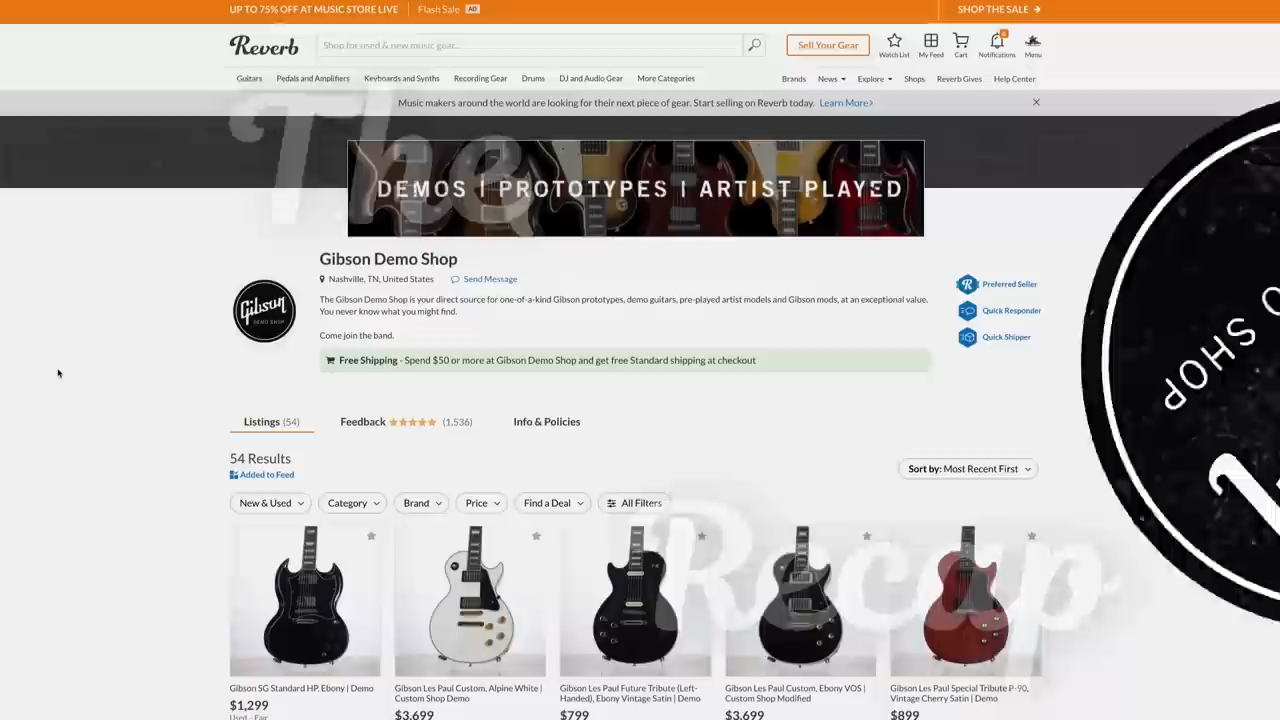 UP TO 75% OFF AT MUSIC STORE LIVE Flash Sale AD SHOP THE SALE →
Reverb Shop for used & new music gear... Sell Your Gear Watch List My Feed Cart Notifications Menu
Guitars Pedals and Amplifiers Keyboards and Synths Recording Gear Drums DJ and Audio Gear More Categories Brands News Explore Shops Reverb Gives Help Center
Music makers around the world are looking for their next piece of gear. Start selling on Reverb today. Learn More>
The
DEMOS | PROTOTYPES | ARTIST PLAYED
Gibson Demo Shop
Nashville, TN, United States Send Message
Gibson
DEMO SHOP
The Gibson Demo Shop is your direct source for one-of-a-kind Gibson prototypes, demo guitars, pre-played artist models and Gibson mods, at an exceptional value.
You never know what you might find.
Come join the band.
Preferred Seller
Quick Responder
Quick Shipper
Free Shipping - Spend $50 or more at Gibson Demo Shop and get free Standard shipping at checkout
O SHOP
Listings (54) Feedback (1,536) Info & Policies
54 Results
Added to Feed
Sort by: Most Recent First
New & Used Category Brand Price Find a Deal All Filters
Recap
Gibson SG Standard HP, Ebony | Demo
$1,299
Used – Fair
Gibson Les Paul Custom, Alpine White |
Custom Shop Demo
$3,699
Gibson Les Paul Future Tribute (Left-
Handed), Ebony Vintage Satin | Demo
$799
Gibson Les Paul Custom, Ebony VOS |
Custom Shop Modified
$3,699
Gibson Les Paul Special Tribute P-90,
Vintage Cherry Satin | Demo
$899